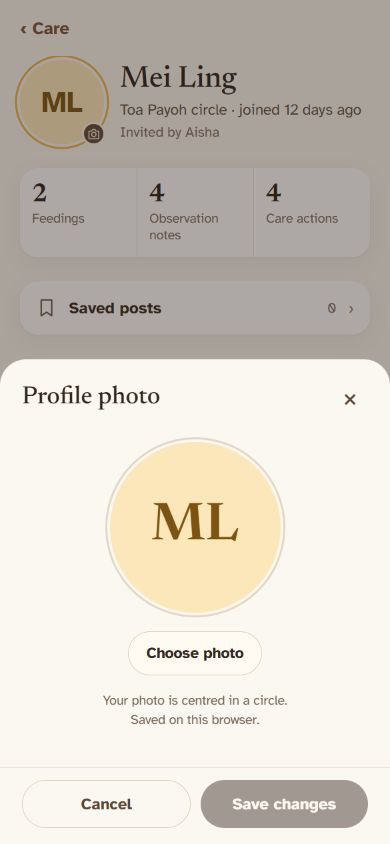 ‹ Care
ML
Mei Ling
Toa Payoh circle · joined 12 days ago
Invited by Aisha
2
Feedings
4
Observation
notes
4
Care actions
Saved posts
0 ›
Profile photo
×
ML
Choose photo
Your photo is centred in a circle.
Saved on this browser.
Cancel
Save changes